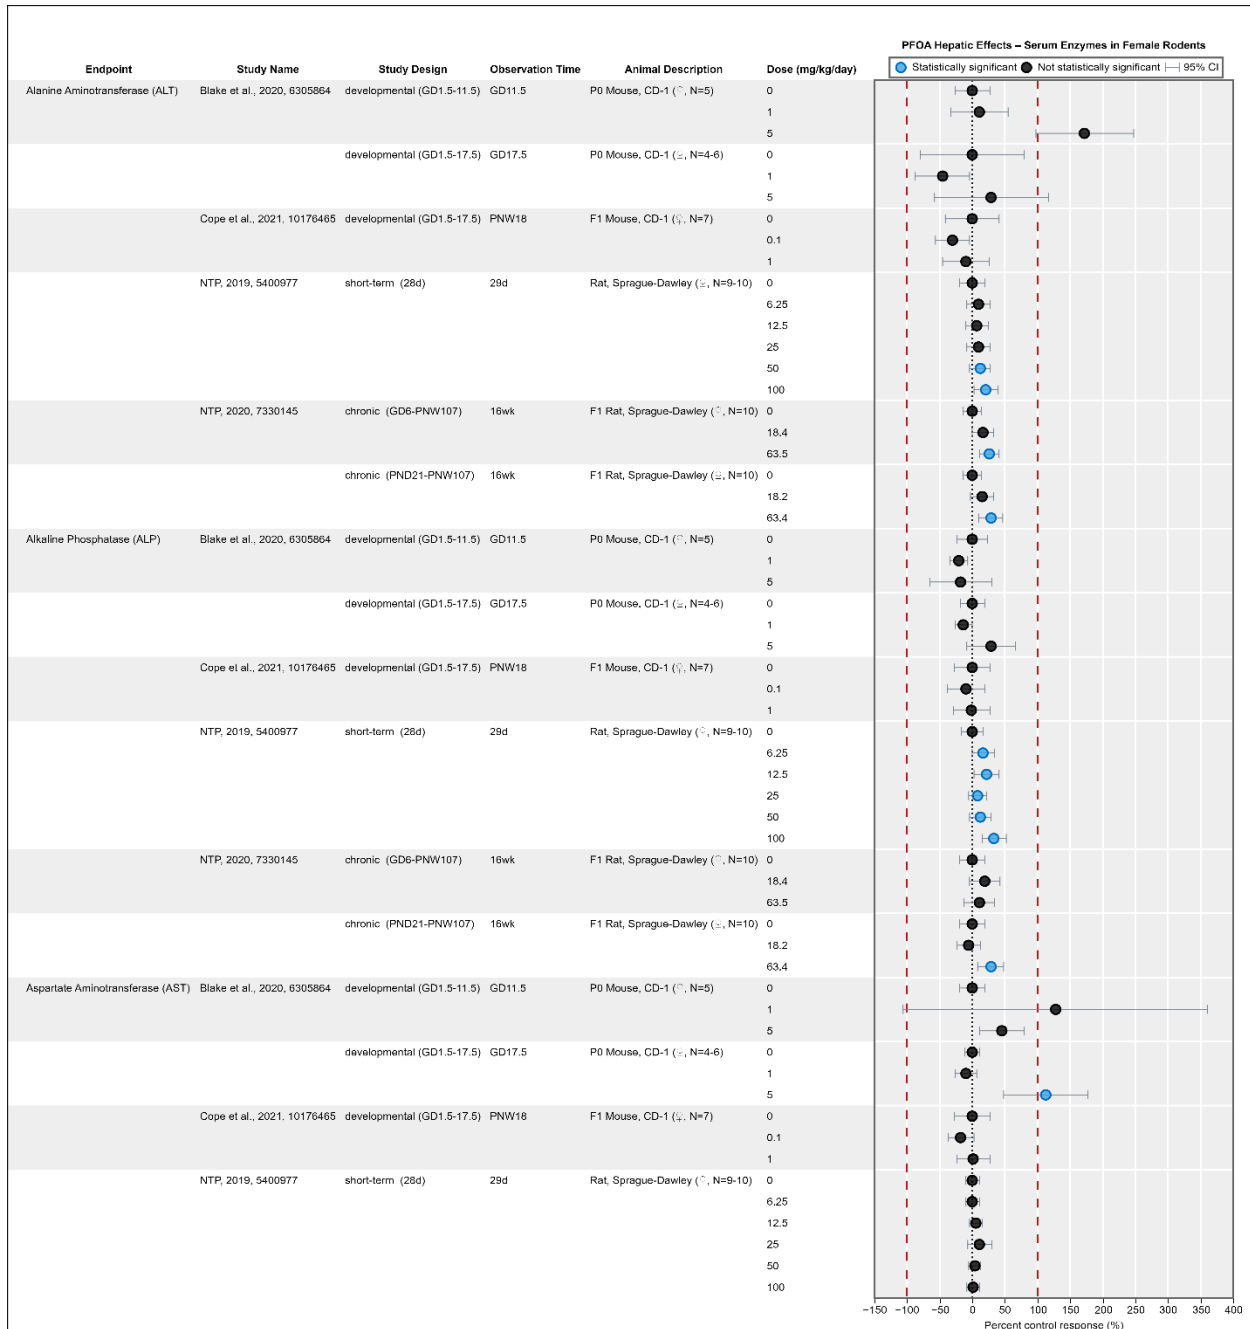 PFOA Hepatic Effects – Serum Enzymes in Female Rodents
Endpoint Study Name Study Design Observation Time Animal Description Dose (mg/kg/day) Statistically significant Not statistically significant 95% CI
Alanine Aminotransferase (ALT) Blake et al., 2020, 6305864 developmental (GD1.5-11.5) GD11.5 P0 Mouse, CD-1 (♀, N=5) 0
1
5
developmental (GD1.5-17.5) GD17.5 P0 Mouse, CD-1 (♀, N=4-6) 0
1
5
Cope et al., 2021, 10176465 developmental (GD1.5-17.5) PNW18 F1 Mouse, CD-1 (♀, N=7) 0
0.1
1
NTP, 2019, 5400977 short-term (28d) 29d Rat, Sprague-Dawley (♀, N=9-10) 0
6.25
12.5
25
50
100
NTP, 2020, 7330145 chronic (GD6-PNW107) 16wk F1 Rat, Sprague-Dawley (♀, N=10) 0
18.4
63.5
chronic (PND21-PNW107) 16wk F1 Rat, Sprague-Dawley (♀, N=10) 0
18.2
63.4
Alkaline Phosphatase (ALP) Blake et al., 2020, 6305864 developmental (GD1.5-11.5) GD11.5 P0 Mouse, CD-1 (♀, N=5) 0
1
5
developmental (GD1.5-17.5) GD17.5 P0 Mouse, CD-1 (♀, N=4-6) 0
1
5
Cope et al., 2021, 10176465 developmental (GD1.5-17.5) PNW18 F1 Mouse, CD-1 (♀, N=7) 0
0.1
1
NTP, 2019, 5400977 short-term (28d) 29d Rat, Sprague-Dawley (♀, N=9-10) 0
6.25
12.5
25
50
100
NTP, 2020, 7330145 chronic (GD6-PNW107) 16wk F1 Rat, Sprague-Dawley (♀, N=10) 0
18.4
63.5
chronic (PND21-PNW107) 16wk F1 Rat, Sprague-Dawley (♀, N=10) 0
18.2
63.4
Aspartate Aminotransferase (AST) Blake et al., 2020, 6305864 developmental (GD1.5-11.5) GD11.5 P0 Mouse, CD-1 (♀, N=5) 0
1
5
developmental (GD1.5-17.5) GD17.5 P0 Mouse, CD-1 (♀, N=4-6) 0
1
5
Cope et al., 2021, 10176465 developmental (GD1.5-17.5) PNW18 F1 Mouse, CD-1 (♀, N=7) 0
0.1
1
NTP, 2019, 5400977 short-term (28d) 29d Rat, Sprague-Dawley (♀, N=9-10) 0
6.25
12.5
25
50
100
−150 −100 −50 0 50 100 150 200 250 300 350 400
Percent control response (%)